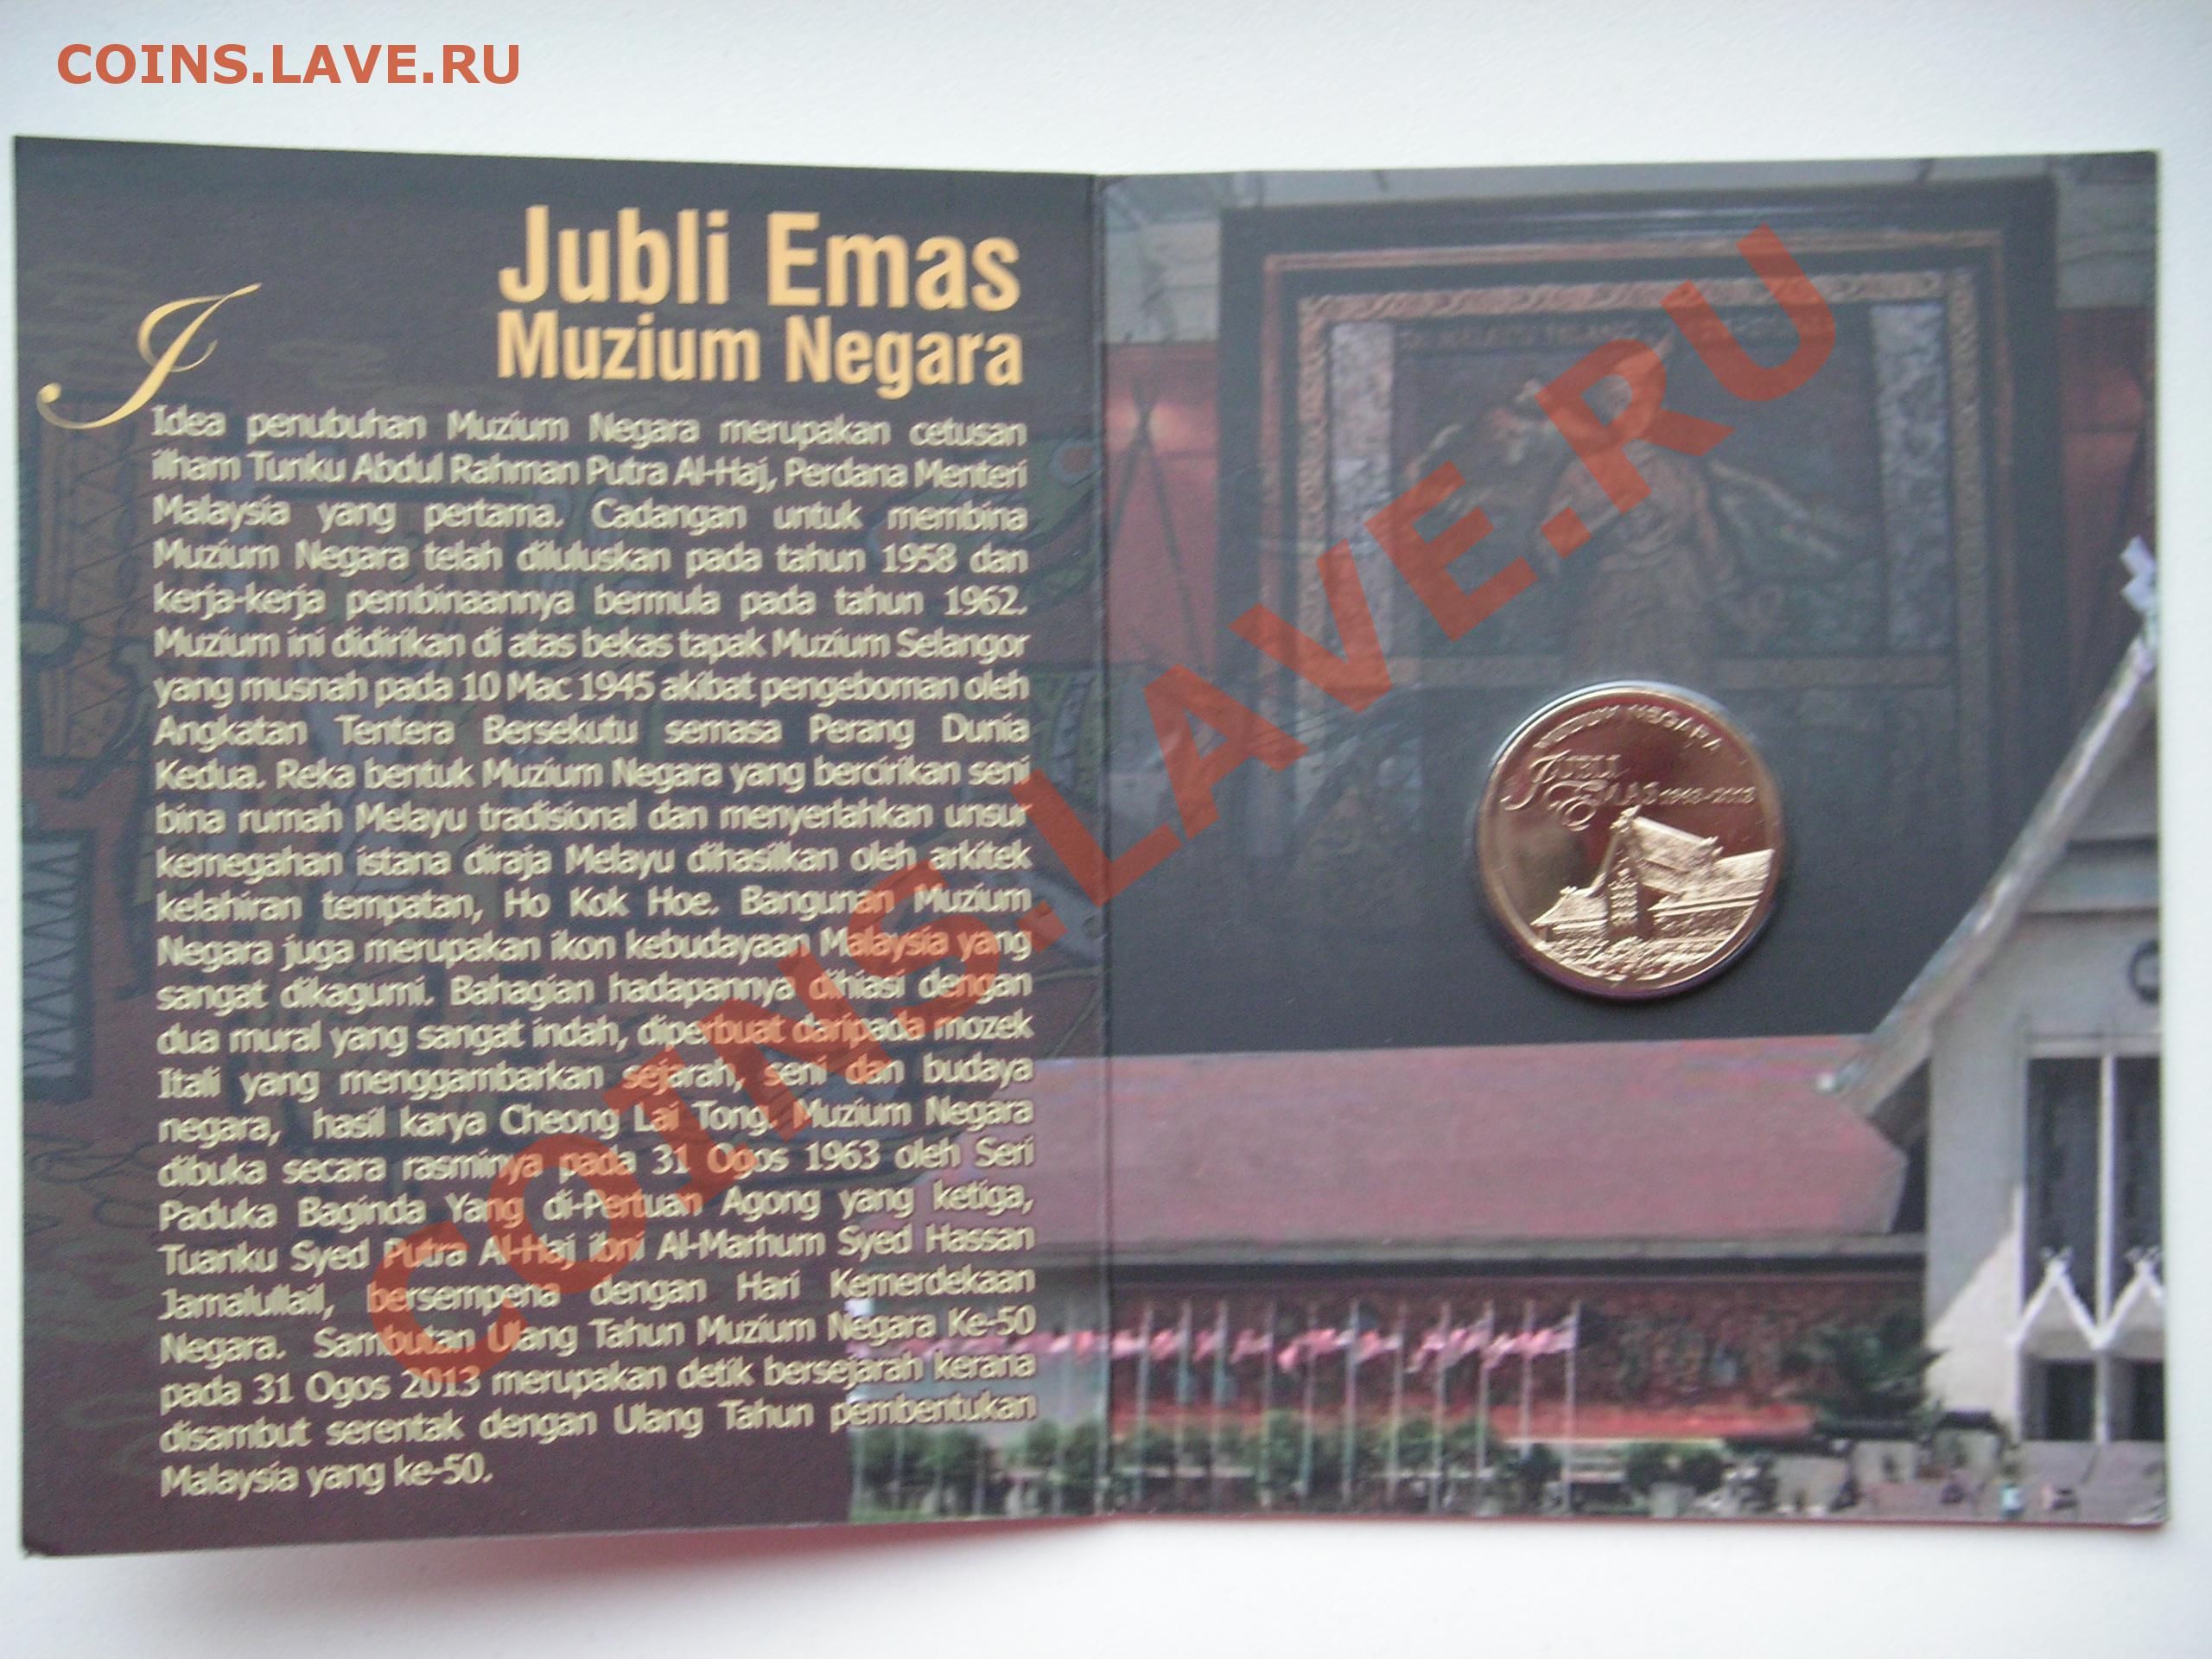 COINS.LAVE.RU
Jubli Emas
Muzium Negara
Idea penubuhan Muzium Negara merupakan cetusan
ilham Tunku Abdul Rahman Putra Al-Haj, Perdana Menteri
Malaysia yang pertama. Cadangan untuk membina
Muzium Negara telah diluluskan pada tahun 1958 dan
kerja-kerja pembinaannya bermula pada tahun 1962.
Muzium ini didirikan di atas bekas tapak Muzium Selangor
yang musnah pada 10 Mac 1945 akibat pengeboman oleh
Angkatan Tentera Bersekutu semasa Perang Dunia
Kedua. Reka bentuk Muzium Negara yang bercirikan seni
bina rumah Melayu tradisional dan menyerlahkan unsur
kemegahan istana diraja Melayu dihasilkan oleh arkitek
kelahiran tempatan, Ho Kok Hoe. Bangunan Muzium
Negara juga merupakan ikon kebudayaan Malaysia yang
sangat dikagumi. Bahagian hadapannya dihiasi dengan
dua mural yang sangat indah, diperbuat daripada mozek
Itali yang menggambarkan sejarah, seni dan budaya
negara, hasil karya Cheong Lai Tong. Muzium Negara
dibuka secara rasminya pada 31 Ogos 1963 oleh Seri
Paduka Baginda Yang di-Pertuan Agong yang ketiga,
Tuanku Syed Putra Al-Haj ibni Al-Marhum Syed Hassan
Jamalullail, bersempena dengan Hari Kemerdekaan
Negara. Sambutan Ulang Tahun Muzium Negara Ke-50
pada 31 Ogos 2013 merupakan detik bersejarah kerana
disambut serentak dengan Ulang Tahun pembentukan
Malaysia yang ke-50.
MUZIUM NEGARA
JUBLI
EMAS 1963-2013
COINS.LAVE.RU